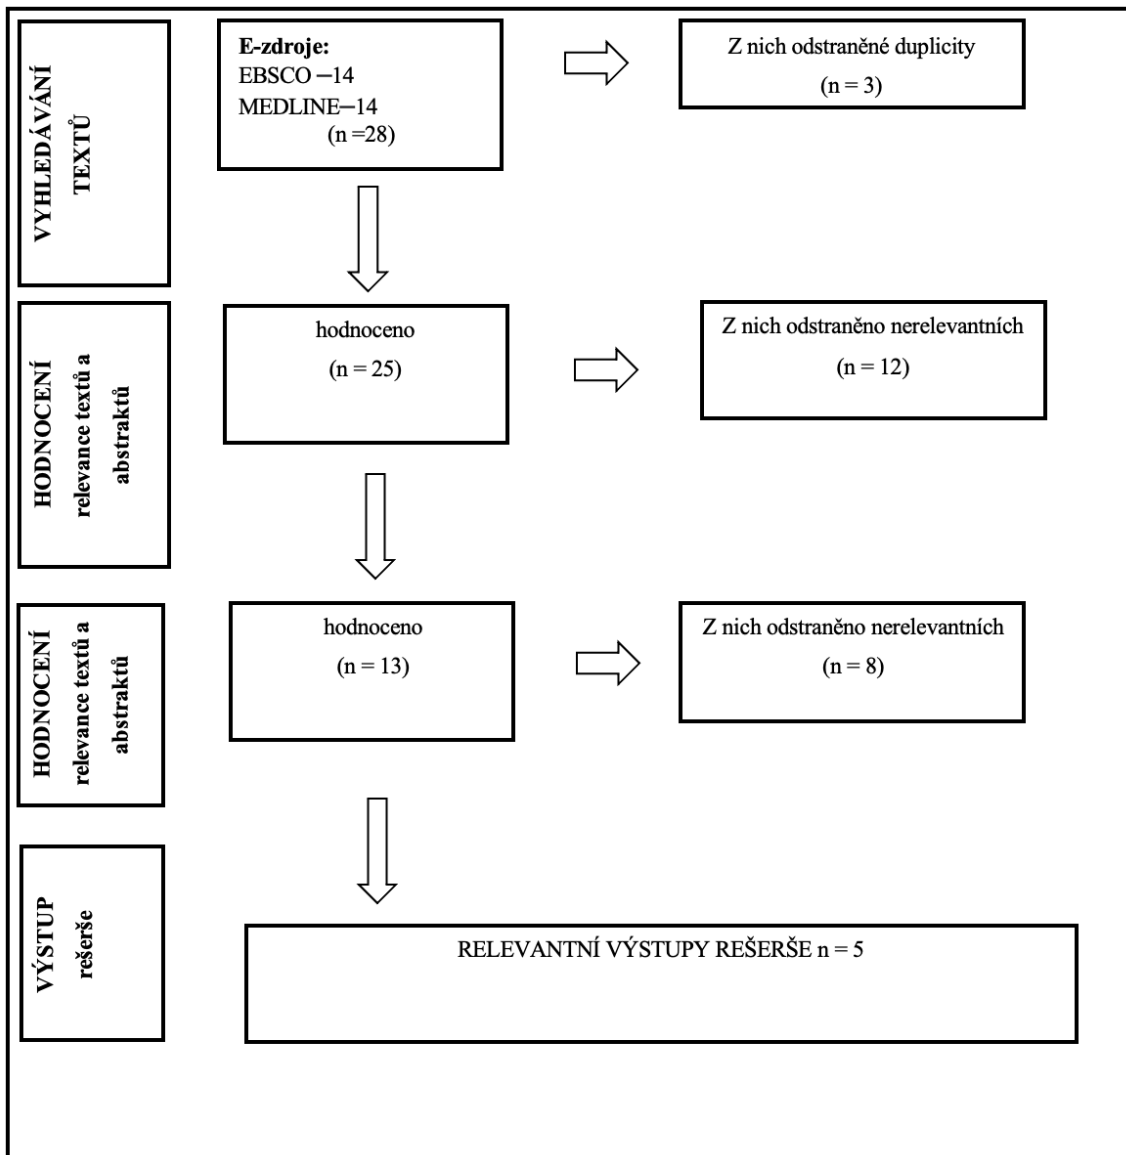 VYHLEDÁVÁNÍ
TEXTŮ
E-zdroje:
EBSCO –14
MEDLINE–14
(n =28)
Z nich odstraněné duplicity
(n = 3)
HODNOCENÍ
relevance textů a
abstraktů
hodnoceno
(n = 25)
Z nich odstraněno nerelevantních
(n = 12)
HODNOCENÍ
relevance textů a
abstraktů
hodnoceno
(n = 13)
Z nich odstraněno nerelevantních
(n = 8)
VÝSTUP
rešerše
RELEVANTNÍ VÝSTUPY REŠERŠE n = 5